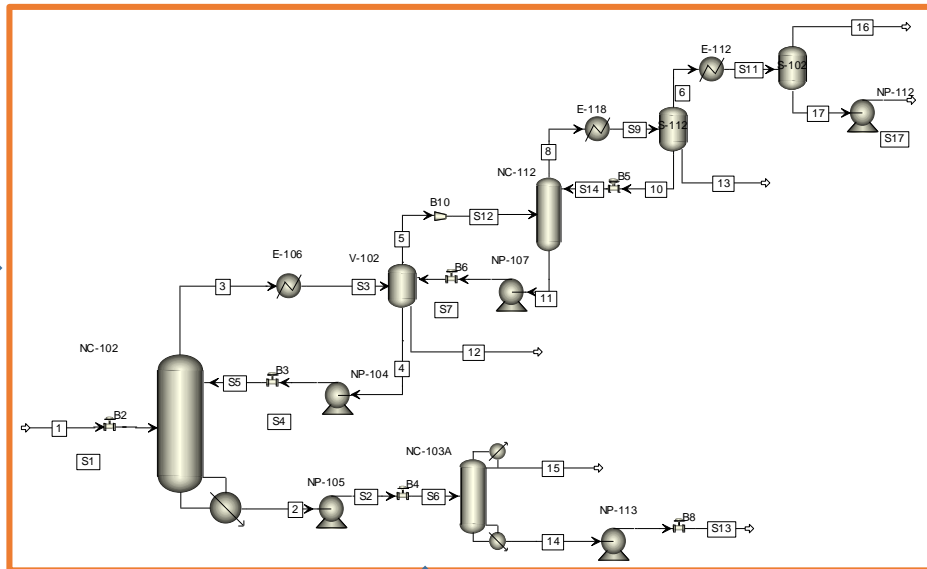 16
E-112
S11
S-102
6
NP-112
17
S17
E-118
S9
S-112
8
NC-112
B5
S14
10
13
B10
S12
5
E-106
V-102
NP-107
B6
3
S3
S7
11
NC-102
12
4
B3
NP-104
S5
S4
B2
1
S1
NC-103A
15
NP-105
B4
S2
S6
2
NP-113
B8
S13
14